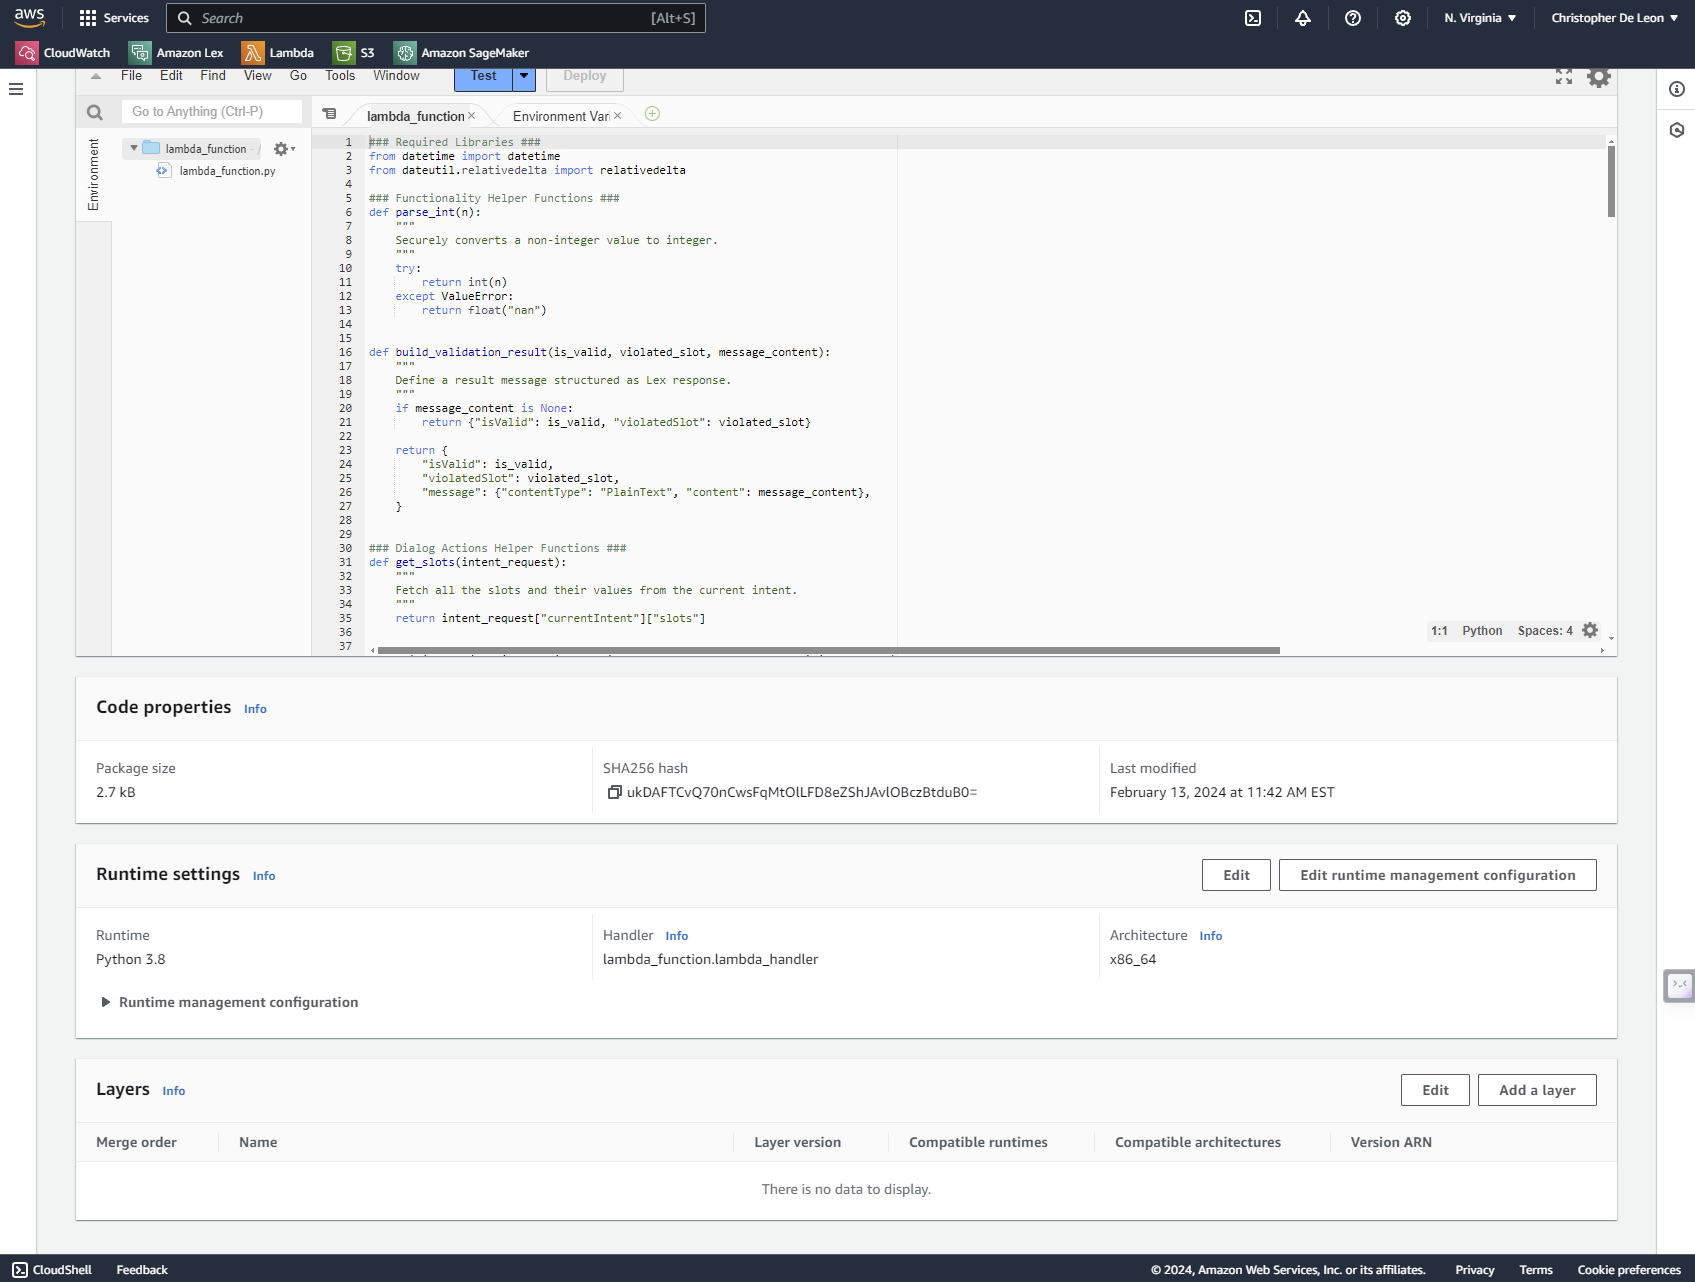 aws Services Search [Alt+S] N. Virginia Christopher De Leon
CloudWatch Amazon Lex Lambda S3 Amazon SageMaker
File Edit Find View Go Tools Window Test Deploy
Go to Anything (Ctrl-P) lambda_function Environment Vari
Environment
lambda_function
lambda_function.py
1 ### Required Libraries ###
2 from datetime import datetime
3 from dateutil.relativedelta import relativedelta
4
5 ### Functionality Helper Functions ###
6 def parse_int(n):
7 """
8 Securely converts a non-integer value to integer.
9 """
10 try:
11 return int(n)
12 except ValueError:
13 return float("nan")
14
15
16 def build_validation_result(is_valid, violated_slot, message_content):
17 """
18 Define a result message structured as Lex response.
19 """
20 if message_content is None:
21 return {"isValid": is_valid, "violatedSlot": violated_slot}
22
23 return {
24 "isValid": is_valid,
25 "violatedSlot": violated_slot,
26 "message": {"contentType": "PlainText", "content": message_content},
27 }
28
29
30 ### Dialog Actions Helper Functions ###
31 def get_slots(intent_request):
32 """
33 Fetch all the slots and their values from the current intent.
34 """
35 return intent_request["currentIntent"]["slots"]
36
37
1:1 Python Spaces: 4
Code properties Info
Package size SHA256 hash Last modified
2.7 kB ukDAFTCvQ70nCwsFqMtOlLFD8eZShJAvlOBczBtduB0= February 13, 2024 at 11:42 AM EST
Runtime settings Info Edit Edit runtime management configuration
Runtime Handler Info Architecture Info
Python 3.8 lambda_function.lambda_handler x86_64
Runtime management configuration
Layers Info Edit Add a layer
Merge order Name Layer version Compatible runtimes Compatible architectures Version ARN
There is no data to display.
CloudShell Feedback © 2024, Amazon Web Services, Inc. or its affiliates. Privacy Terms Cookie preferences